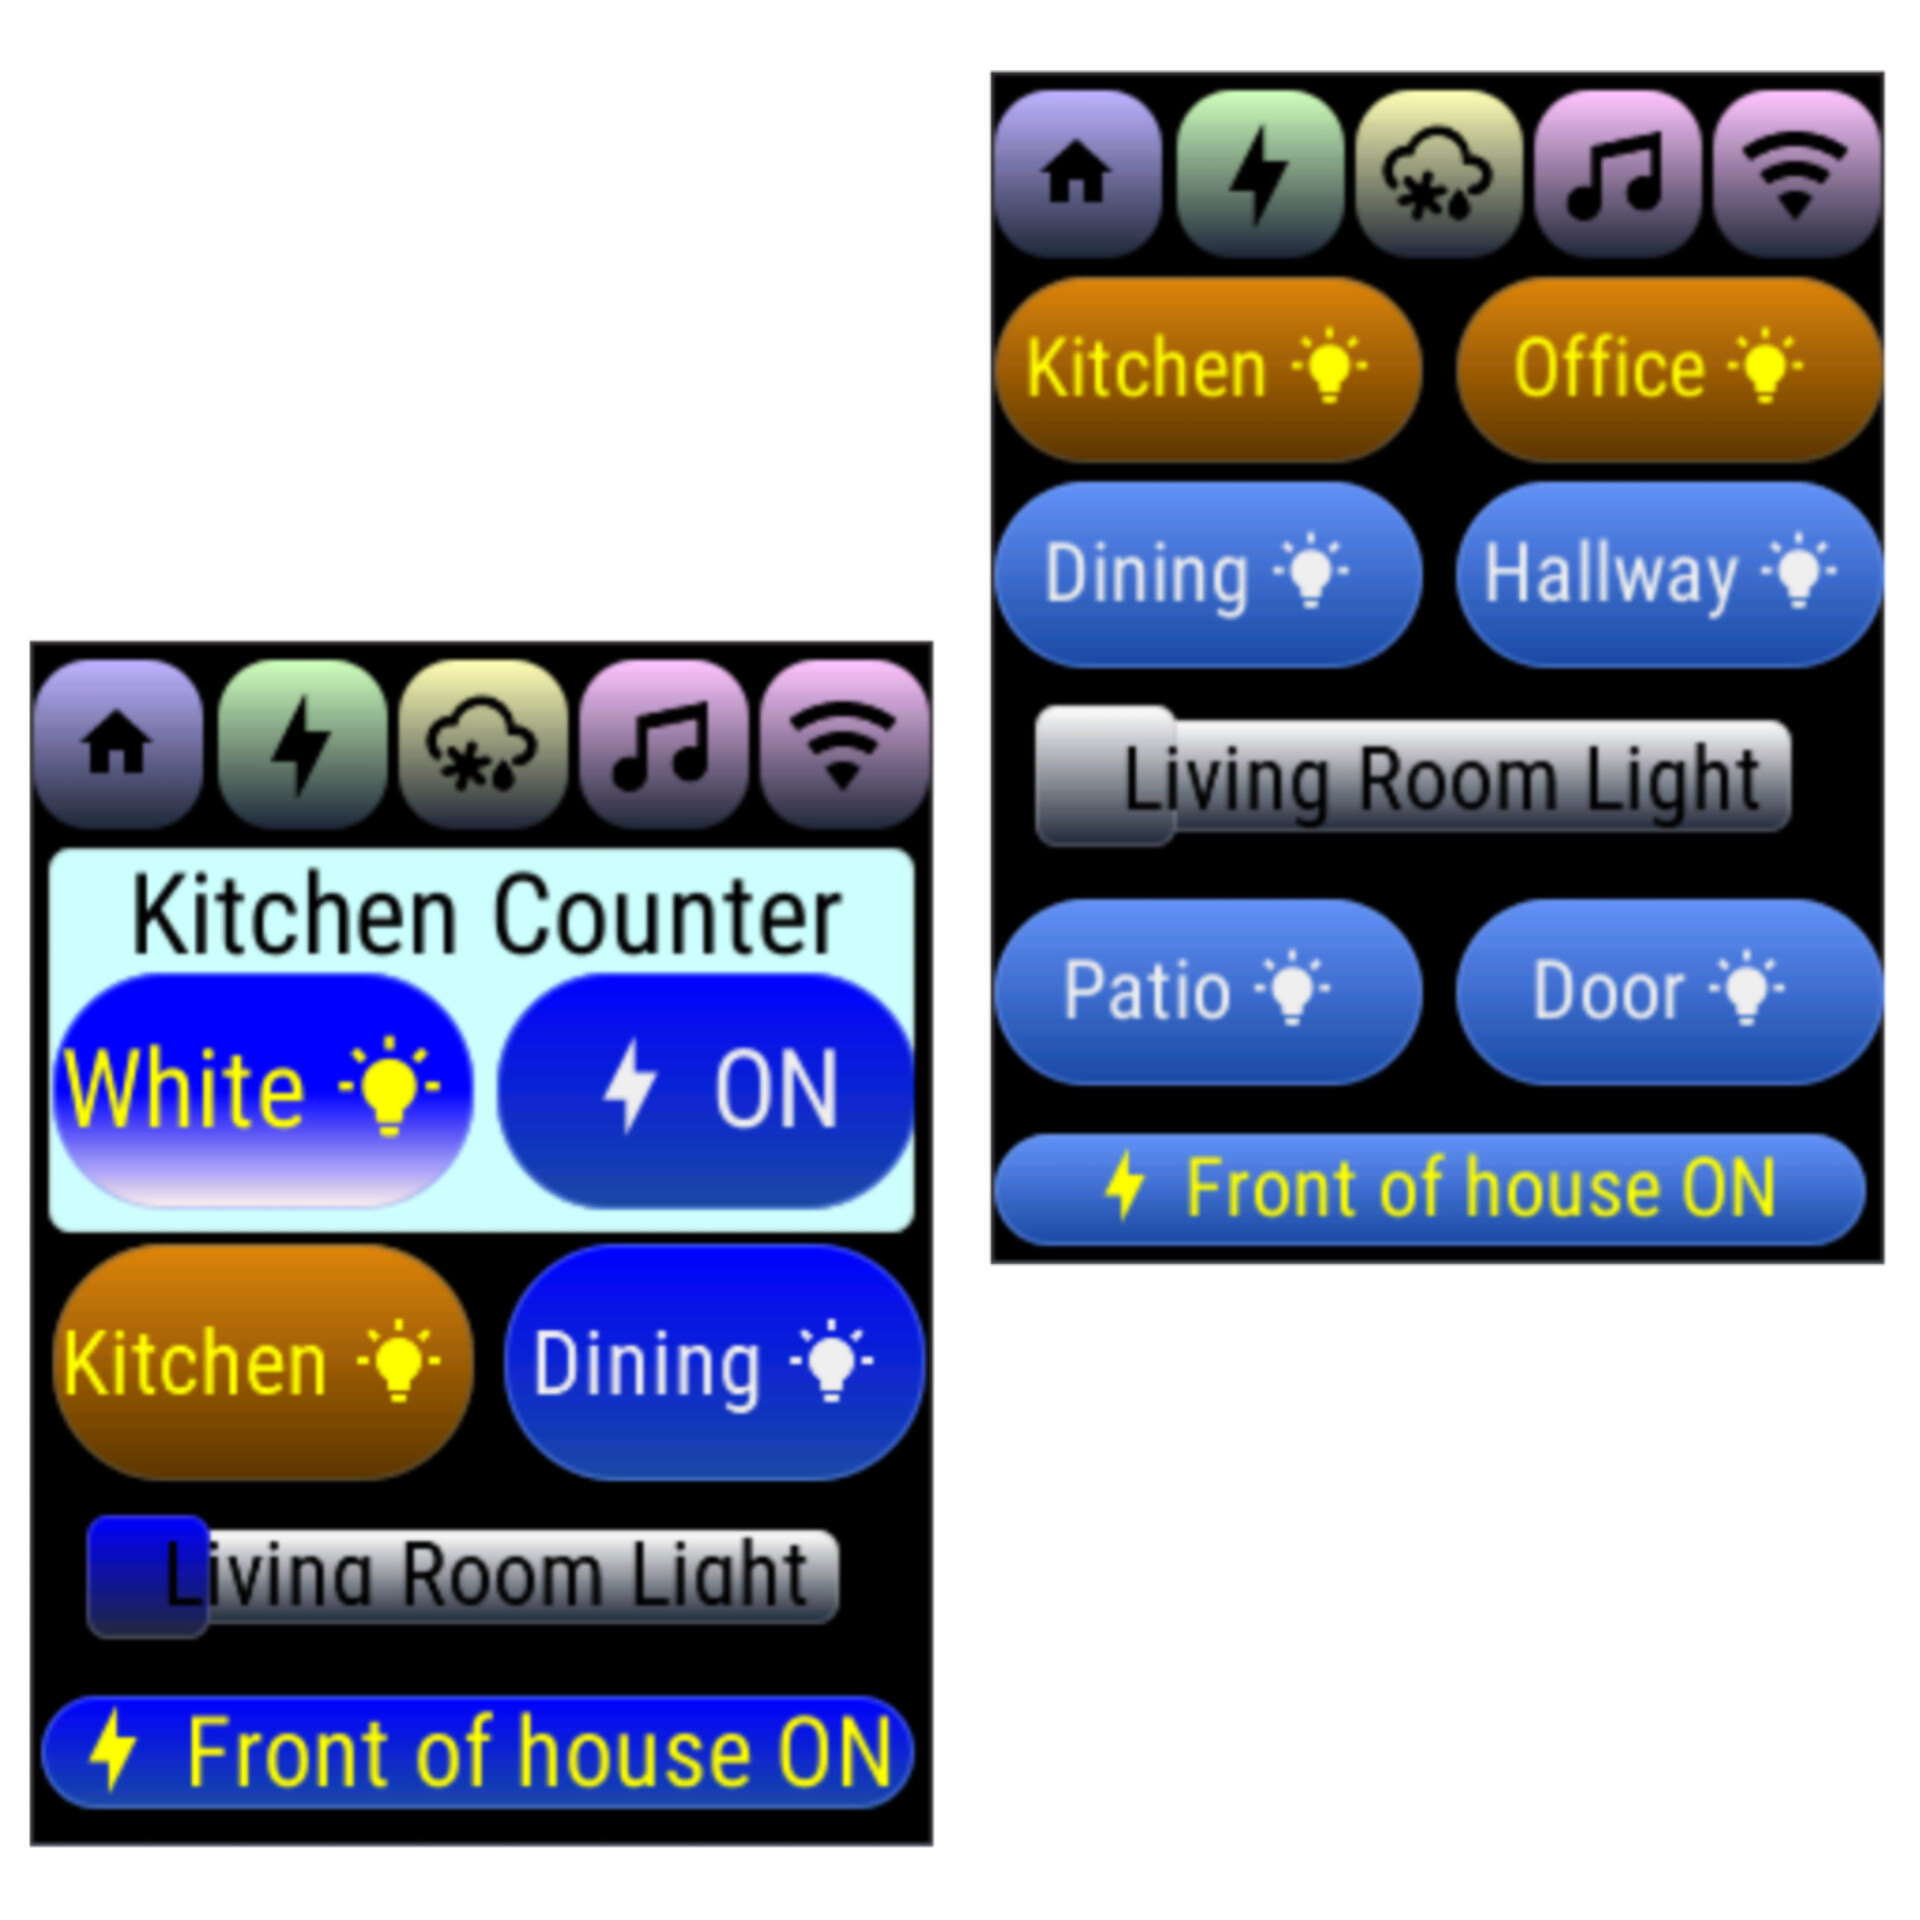 Kitchen Counter
White ON
Kitchen Dining
Living Room Light
Front of house ON
Kitchen Office
Dining Hallway
Living Room Light
Patio Door
Front of house ON